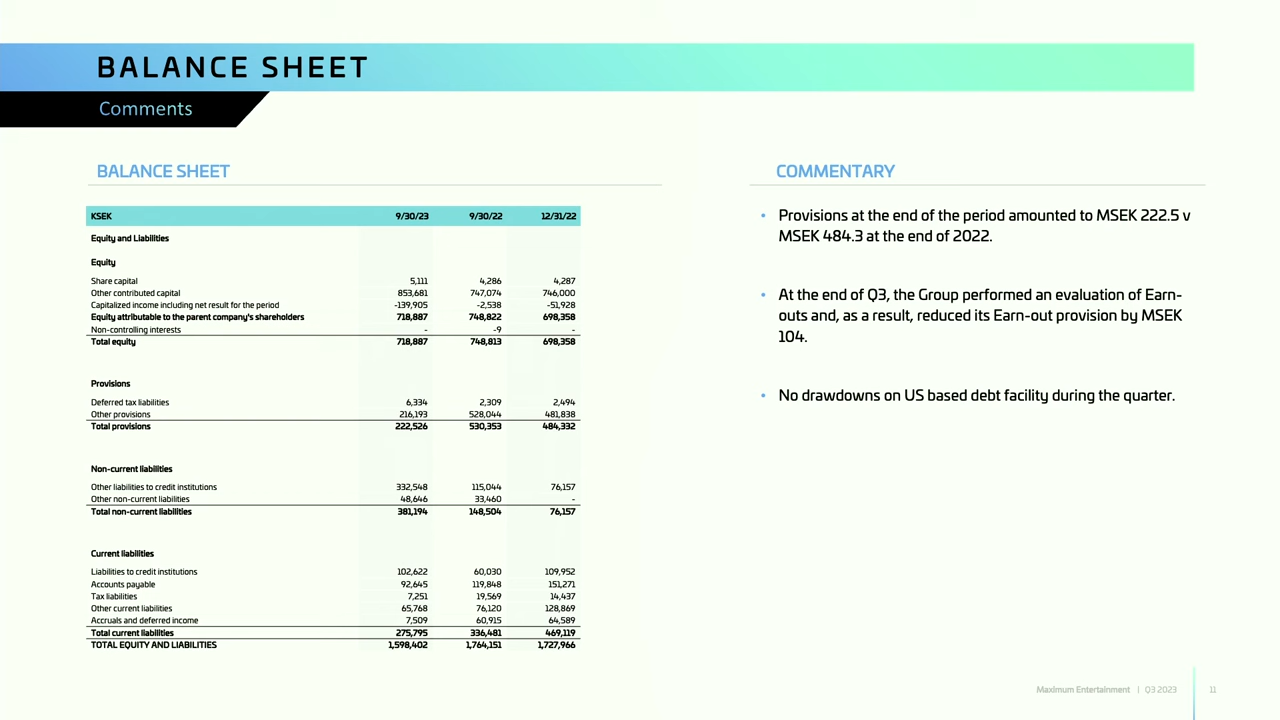 BALANCE SHEET
Comments
BALANCE SHEET
KSEK 9/30/23 9/30/22 12/31/22
Equity and Liabilities
Equity
Share capital 5,111 4,286 4,287
Other contributed capital 853,681 747,074 746,000
Capitalized income including net result for the period -139,905 -2,538 -51,928
Equity attributable to the parent company's shareholders 718,887 748,822 698,358
Non-controlling interests - -9 -
Total equity 718,887 748,813 698,358
Provisions
Deferred tax liabilities 6,334 2,309 2,494
Other provisions 216,193 528,044 481,838
Total provisions 222,526 530,353 484,332
Non-current liabilities
Other liabilities to credit institutions 332,548 115,044 76,157
Other non-current liabilities 48,646 33,460 -
Total non-current liabilities 381,194 148,504 76,157
Current liabilities
Liabilities to credit institutions 102,622 60,030 109,952
Accounts payable 92,645 119,848 151,271
Tax liabilities 7,251 19,569 14,437
Other current liabilities 65,768 76,120 128,869
Accruals and deferred income 7,509 60,915 64,589
Total current liabilities 275,795 336,481 469,119
TOTAL EQUITY AND LIABILITIES 1,598,402 1,764,151 1,727,966
COMMENTARY
• Provisions at the end of the period amounted to MSEK 222.5 v
MSEK 484.3 at the end of 2022.
• At the end of Q3, the Group performed an evaluation of Earn-
outs and, as a result, reduced its Earn-out provision by MSEK
104.
• No drawdowns on US based debt facility during the quarter.
Maximum Entertainment | Q3 2023 11